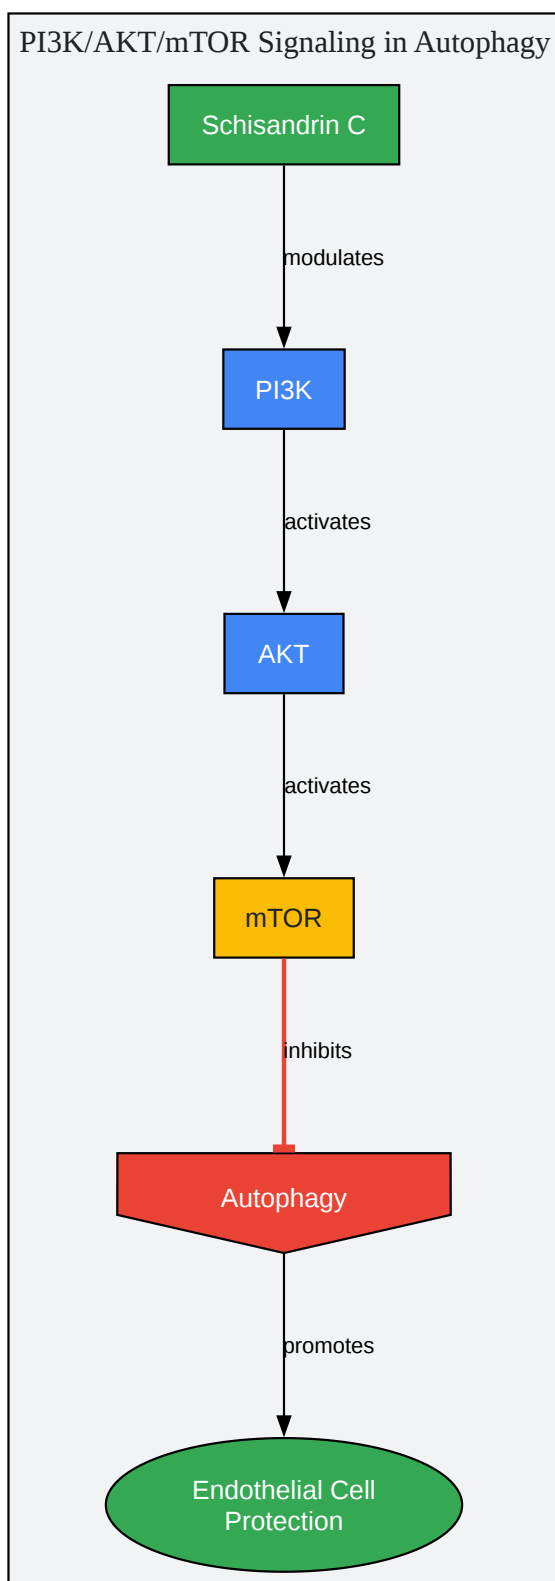 PI3K/AKT/mTOR Signaling in Autophagy
Schisandrin C
modulates
PI3K
activates
AKT
activates
mTOR
inhibits
Autophagy
promotes
Endothelial Cell
Protection